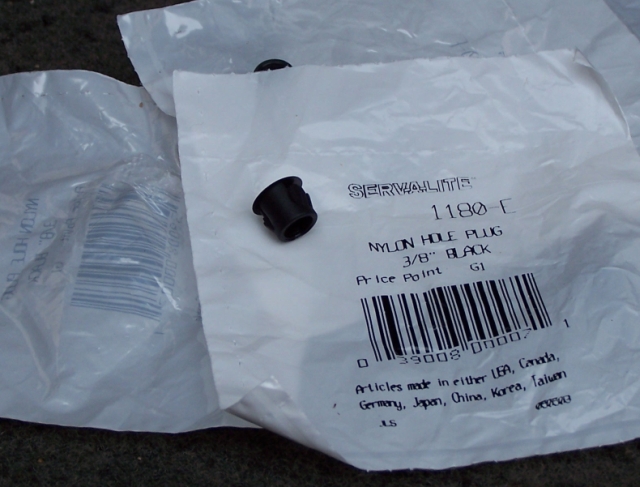 SERVALITE
1180-C
NYLON HOLE PLUG
3/8" BLACK
Price Point G1
0 39008 00007 1
Articles made in either USA, Canada,
Germany, Japan, China, Korea, Taiwan
JLS